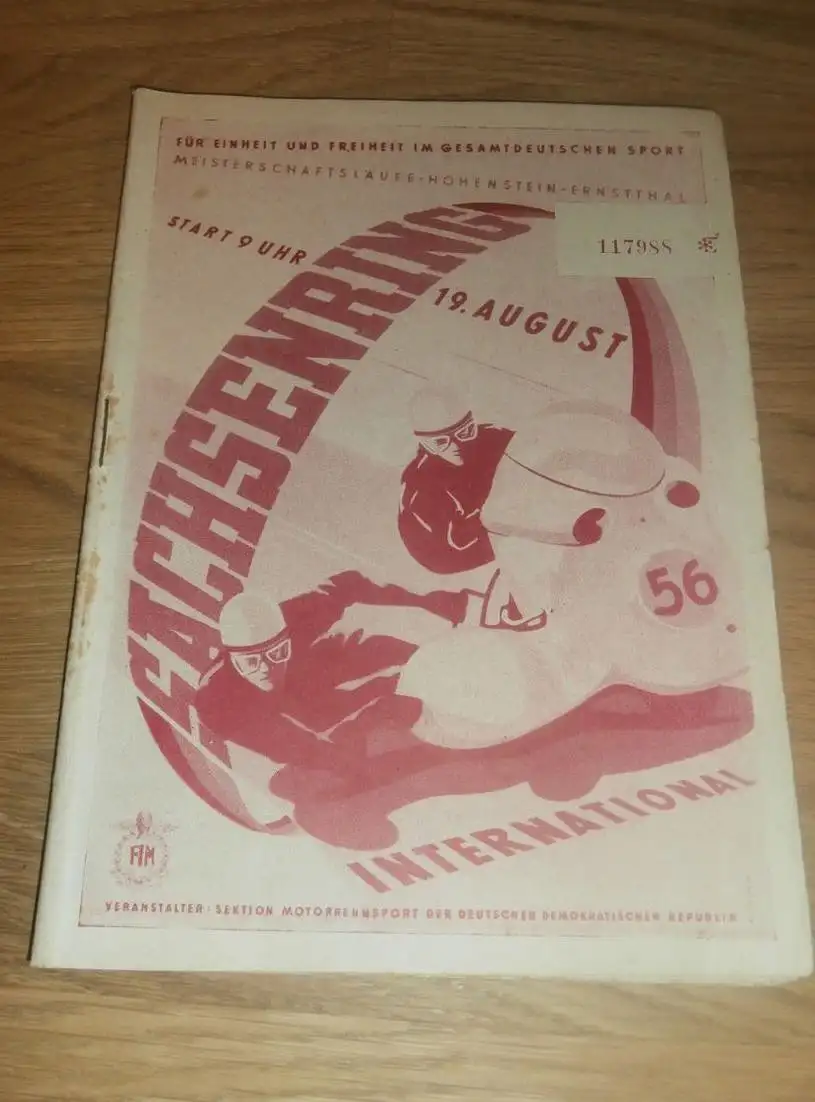 FÜR EINHEIT UND FREIHEIT IM GESAMTDEUTSCHEN SPORT
MEISTERSCHAFTSLÄUFE-HOHENSTEIN-ERNSTTHAL
START 9 UHR
117988
SACHSENRING
19. AUGUST
56
INTERNATIONAL
FIM
VERANSTALTER: SEKTION MOTORRENNSPORT DER DEUTSCHEN DEMOKRATISCHEN REPUBLIK